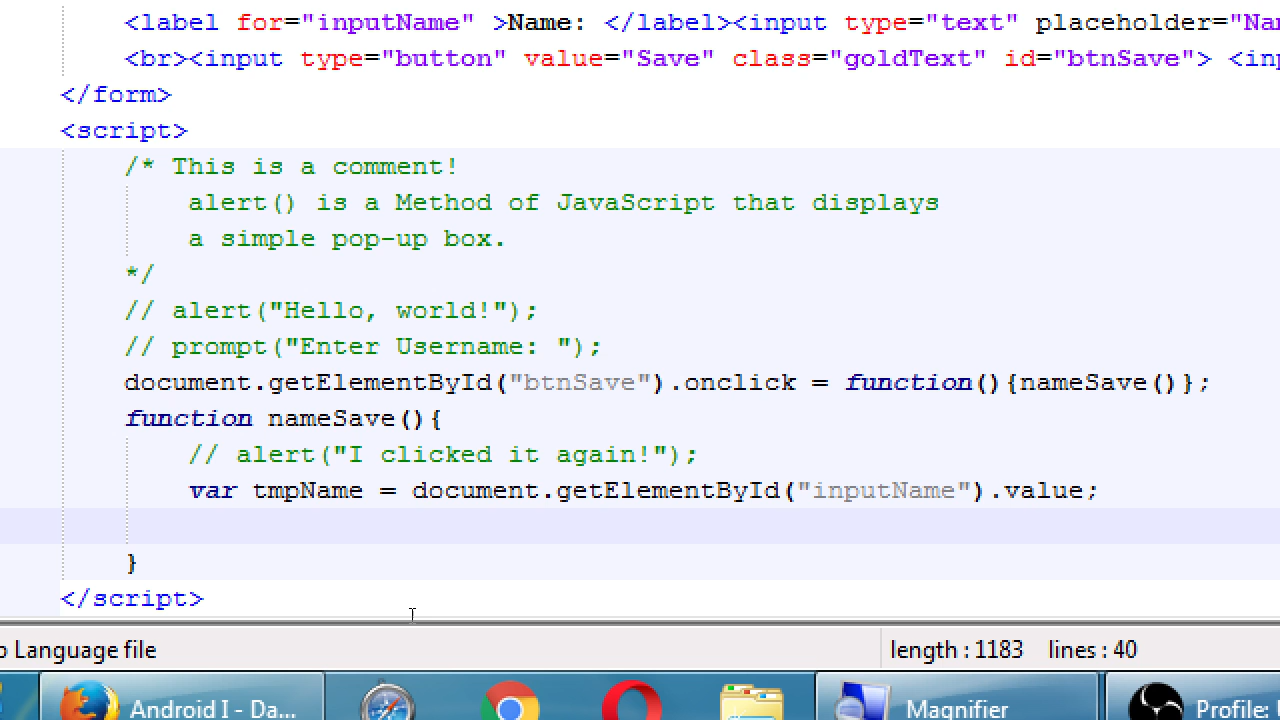 <label for="inputName" >Name: </label><input type="text" placeholder="Na
<br><input type="button" value="Save" class="goldText" id="btnSave"> <inp
</form>
<script>
/* This is a comment!
alert() is a Method of JavaScript that displays
a simple pop-up box.
*/
// alert("Hello, world!");
// prompt("Enter Username: ");
document.getElementById("btnSave").onclick = function(){nameSave()};
function nameSave(){
// alert("I clicked it again!");
var tmpName = document.getElementById("inputName").value;
}
</script>
Language file length : 1183 lines : 40
Android I - Da... Magnifier Profile: